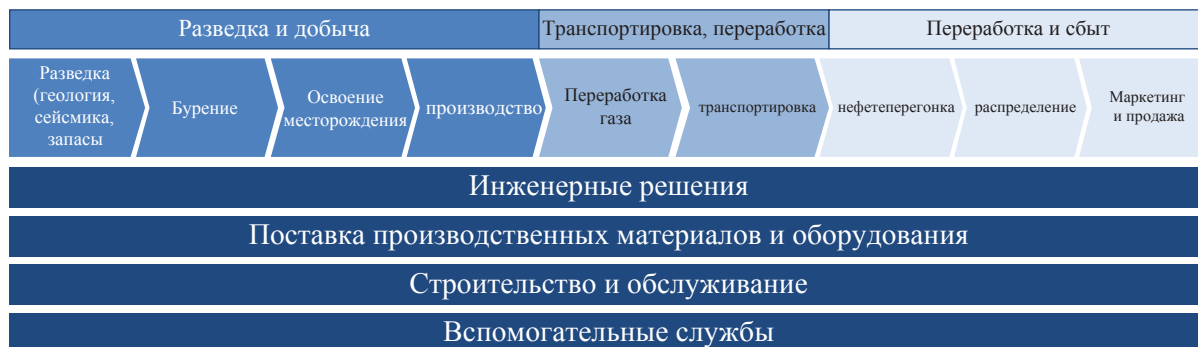 Разведка и добыча
Транспортировка, переработка
Переработка и сбыт
Разведка
(геология,
сейсмика,
запасы
Бурение
Освоение
месторождения
производство
Переработка
газа
транспортировка
нефетеперегонка
распределение
Маркетинг
и продажа
Инженерные решения
Поставка производственных материалов и оборудования
Строительство и обслуживание
Вспомогательные службы